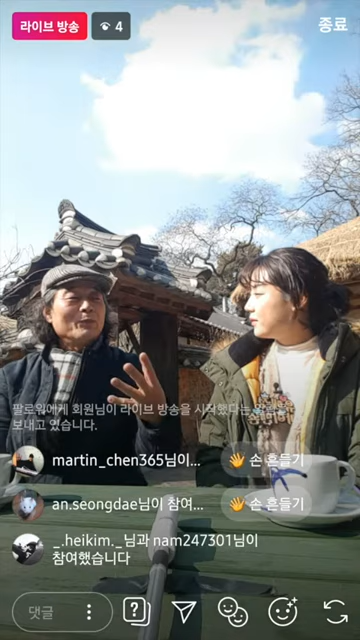 라이브 방송 4 종료
팔로워에게 회원님이 라이브 방송을 시작했다는 알림을
보내고 있습니다.
martin_chen365님이... 손 흔들기
an.seongdae님이 참여... 손 흔들기
_.heikim._님과 nam247301님이
참여했습니다
댓글